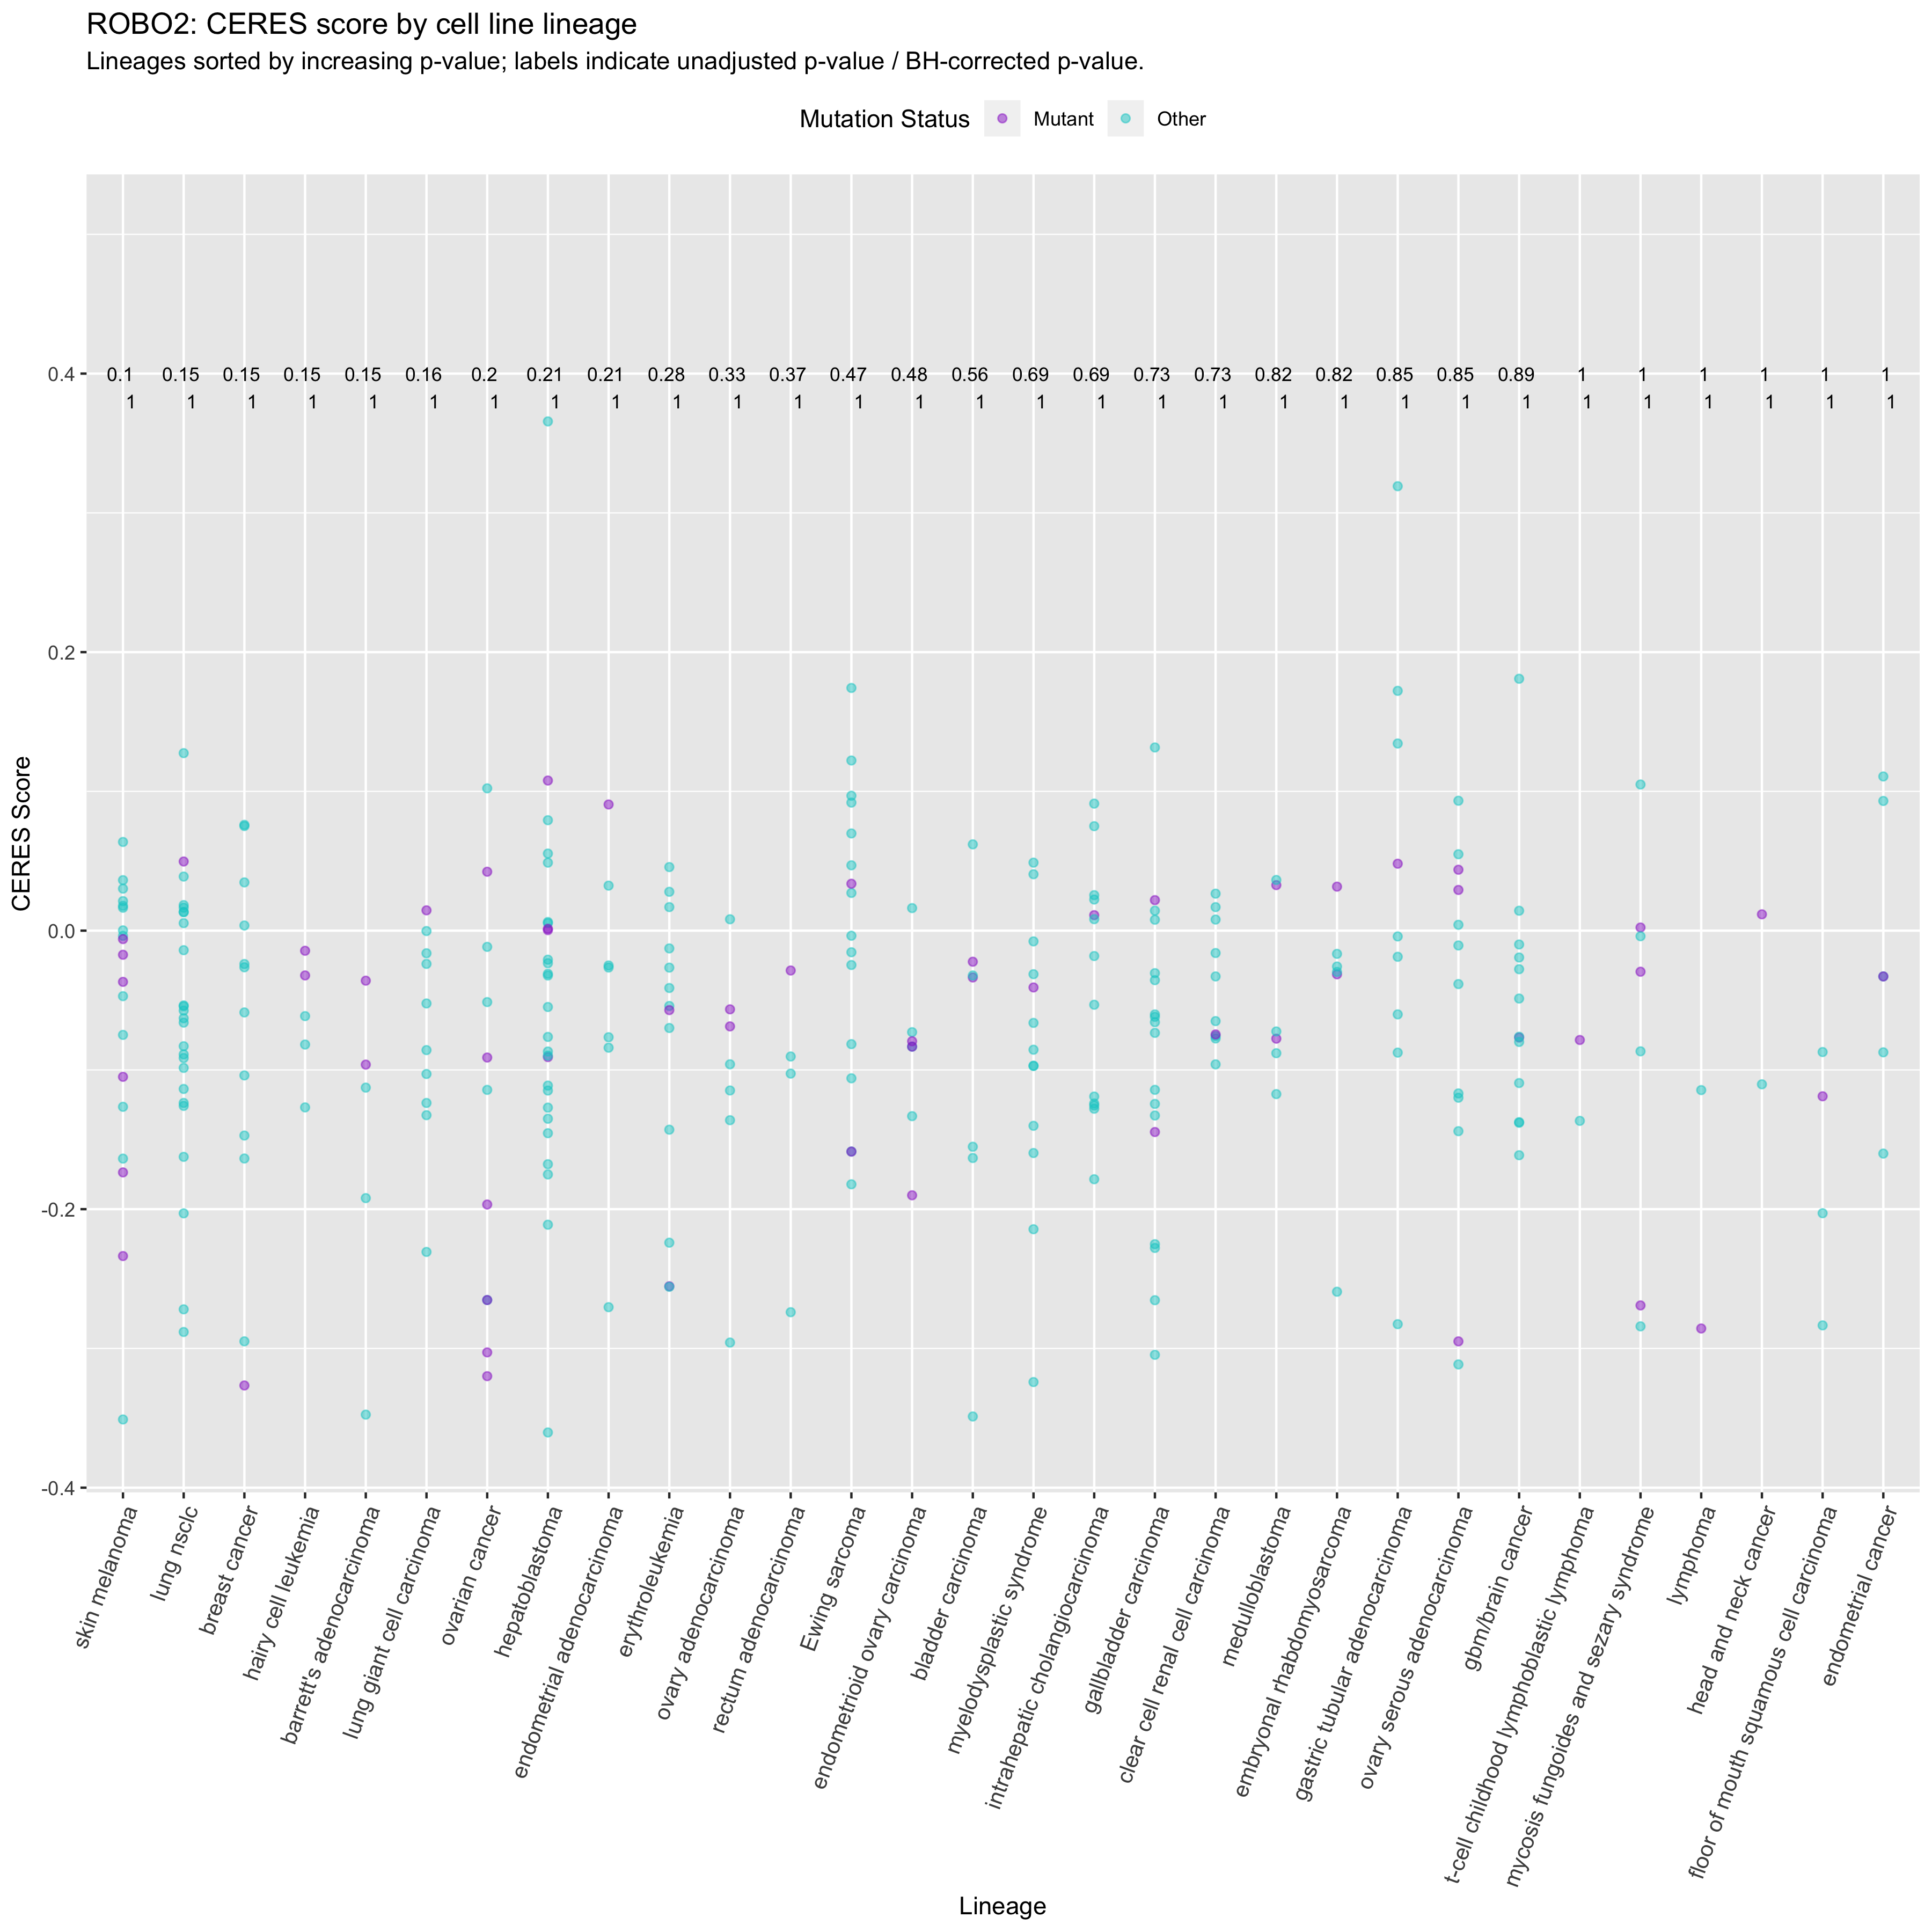 ROBO2: CERES score by cell line lineage
Lineages sorted by increasing p-value; labels indicate unadjusted p-value / BH-corrected p-value.
Mutation Status Mutant Other
0.4
0.1 0.15 0.15 0.15 0.15 0.16 0.2 0.21 0.21 0.28 0.33 0.37 0.47 0.48 0.56 0.69 0.69 0.73 0.73 0.82 0.82 0.85 0.85 0.89 1 1 1 1 1 1
1 1 1 1 1 1 1 1 1 1 1 1 1 1 1 1 1 1 1 1 1 1 1 1 1 1 1 1 1 1
0.2
0.0
-0.2
-0.4
CERES Score
skin melanoma
lung nsclc
breast cancer
hairy cell leukemia
barrett's adenocarcinoma
lung giant cell carcinoma
ovarian cancer
hepatoblastoma
endometrial adenocarcinoma
erythroleukemia
ovary adenocarcinoma
rectum adenocarcinoma
Ewing sarcoma
endometrioid ovary carcinoma
bladder carcinoma
myelodysplastic syndrome
intrahepatic cholangiocarcinoma
gallbladder carcinoma
clear cell renal cell carcinoma
medulloblastoma
embryonal rhabdomyosarcoma
gastric tubular adenocarcinoma
ovary serous adenocarcinoma
gbm/brain cancer
t-cell childhood lymphoblastic lymphoma
mycosis fungoides and sezary syndrome
lymphoma
head and neck cancer
floor of mouth squamous cell carcinoma
endometrial cancer
Lineage